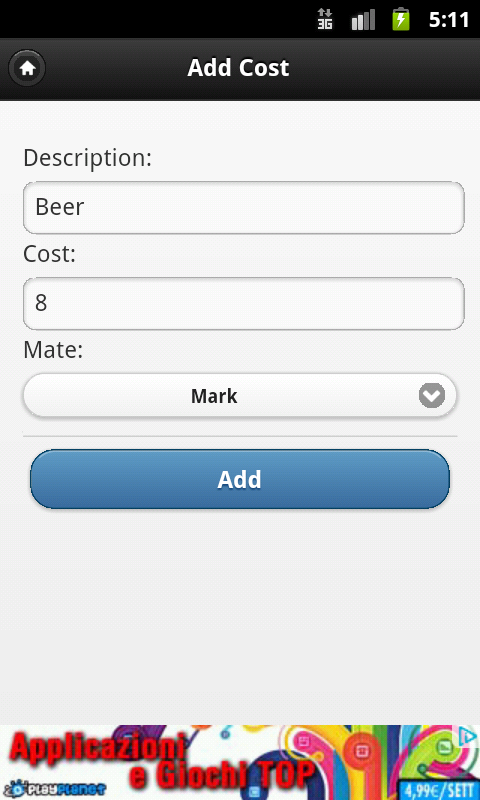 3G 5:11
Add Cost
Description:
Beer
Cost:
8
Mate:
Mark
Add
Applicazioni
e Giochi TOP
playplanet
4,99€/SETT